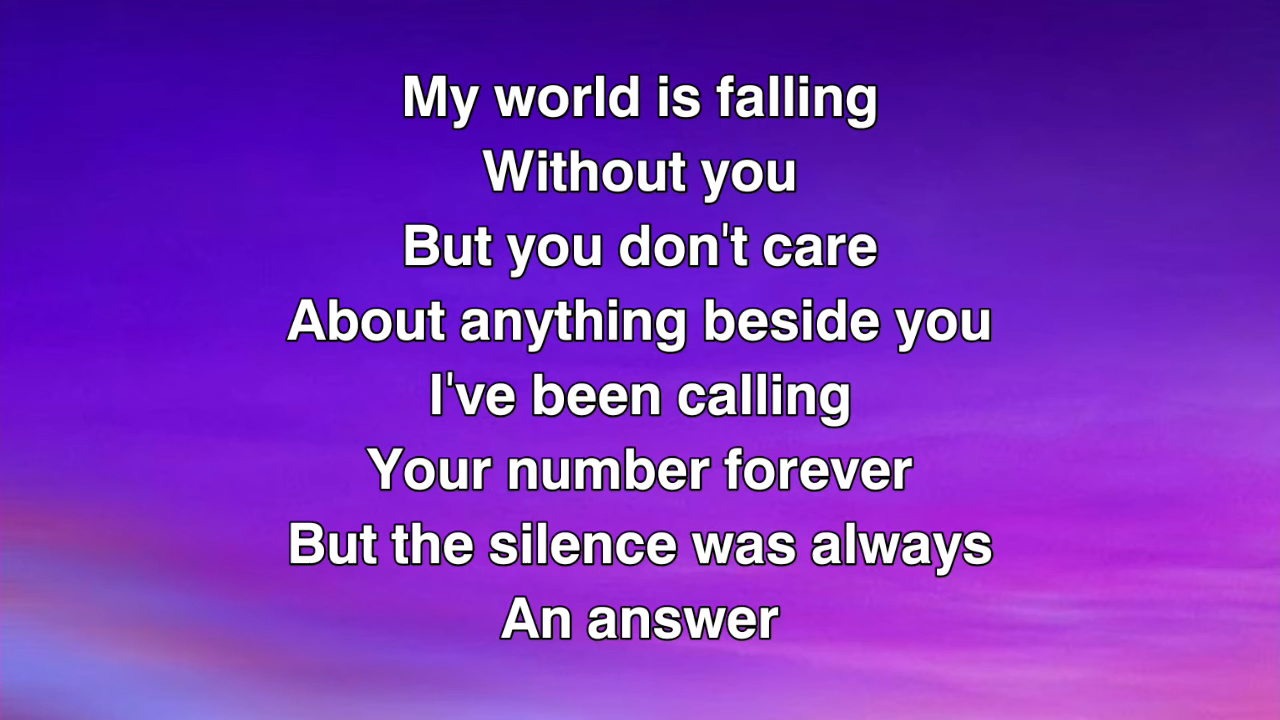 My world is falling
Without you
But you don't care
About anything beside you
I've been calling
Your number forever
But the silence was always
An answer